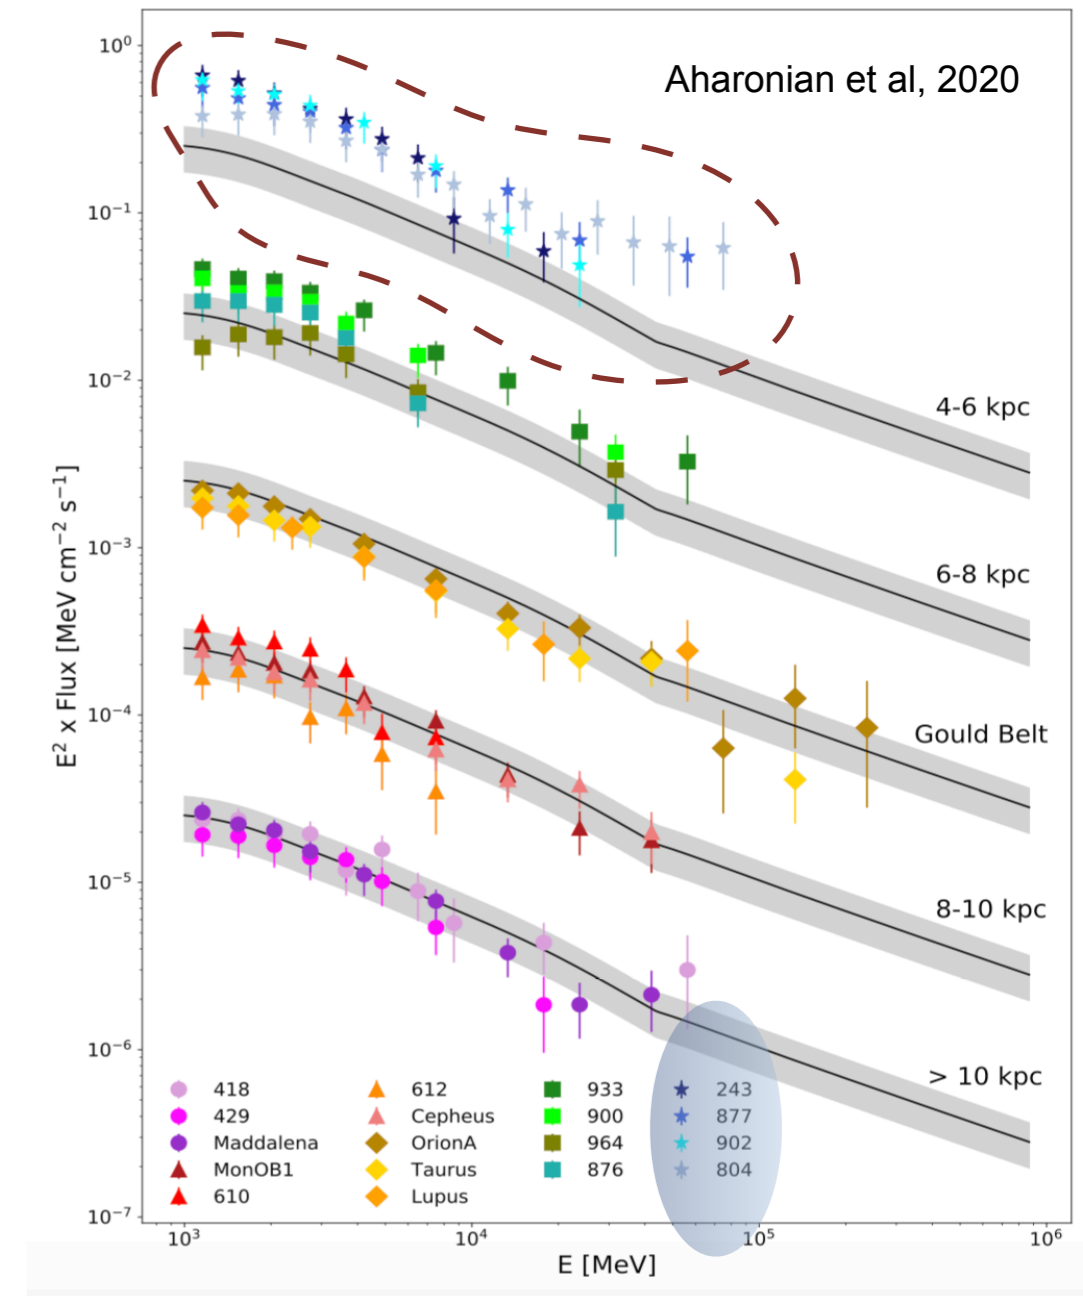 Aharonian et al, 2020
10⁰
10⁻¹
10⁻²
10⁻³
10⁻⁴
10⁻⁵
10⁻⁶
10⁻⁷
E² x Flux [MeV cm⁻² s⁻¹]
4-6 kpc
6-8 kpc
Gould Belt
8-10 kpc
> 10 kpc
418
429
Maddalena
MonOB1
610
612
Cepheus
OrionA
Taurus
Lupus
933
900
964
876
243
877
902
804
10³ 10⁴ 10⁵ 10⁶
E [MeV]